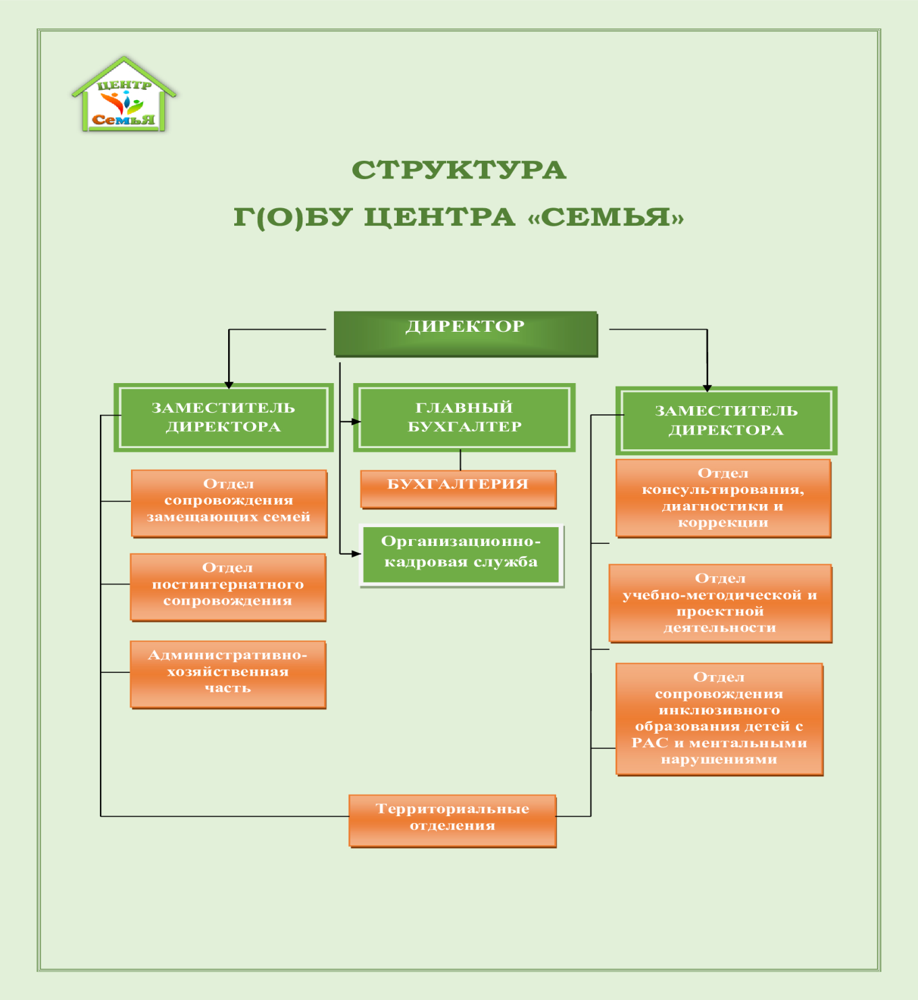 ЦЕНТР
СемьЯ
СТРУКТУРА
Г(О)БУ ЦЕНТРА «СЕМЬЯ»
ДИРЕКТОР
ЗАМЕСТИТЕЛЬ
ДИРЕКТОРА
ГЛАВНЫЙ
БУХГАЛТЕР
ЗАМЕСТИТЕЛЬ
ДИРЕКТОРА
Отдел
сопровождения
замещающих семей
БУХГАЛТЕРИЯ
Отдел
консультирования,
диагностики и
коррекции
Организационно-
кадровая служба
Отдел
постинтернатного
сопровождения
Отдел
учебно-методической и
проектной
деятельности
Административно-
хозяйственная
часть
Отдел
сопровождения
инклюзивного
образования детей с
РАС и ментальными
нарушениями
Территориальные
отделения